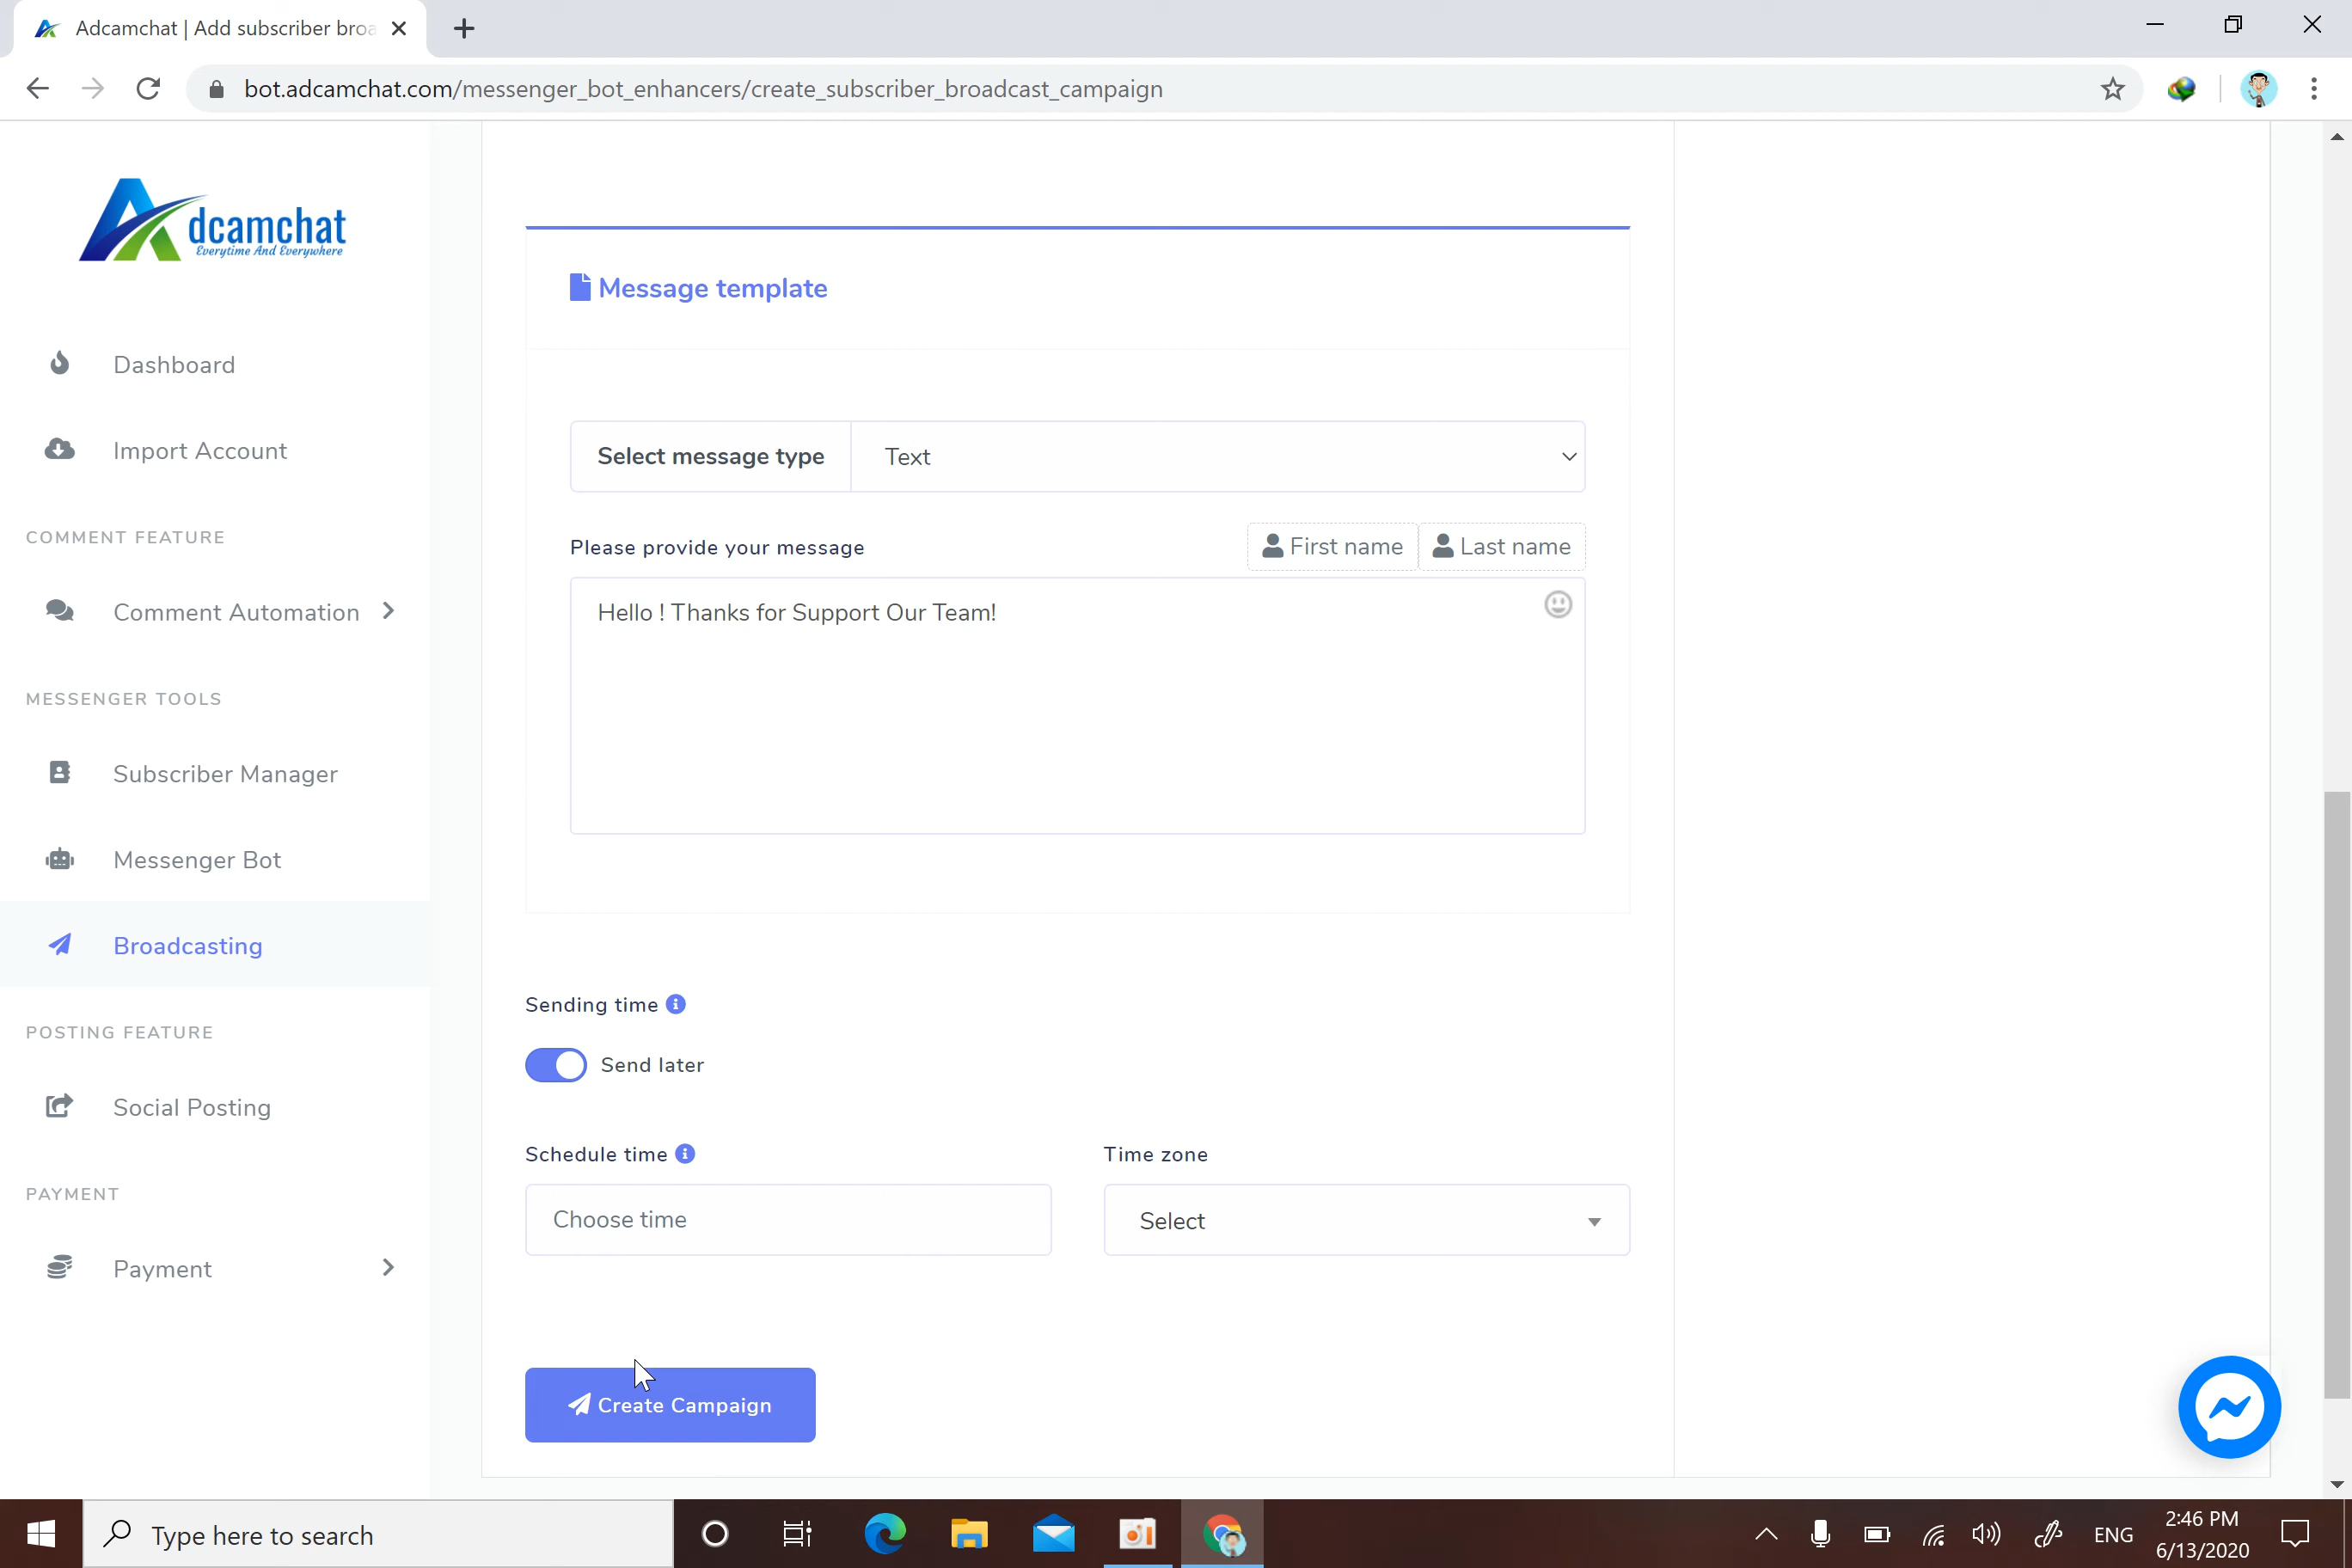 Adcamchat | Add subscriber broa
bot.adcamchat.com/messenger_bot_enhancers/create_subscriber_broadcast_campaign
Adcamchat
Everytime And Everywhere
Dashboard
Import Account
COMMENT FEATURE
Comment Automation
MESSENGER TOOLS
Subscriber Manager
Messenger Bot
Broadcasting
POSTING FEATURE
Social Posting
PAYMENT
Payment
Message template
Select message type
Text
Please provide your message
First name
Last name
Hello ! Thanks for Support Our Team!
Sending time
Send later
Schedule time
Time zone
Choose time
Select
Create Campaign
Type here to search
ENG
2:46 PM
6/13/2020